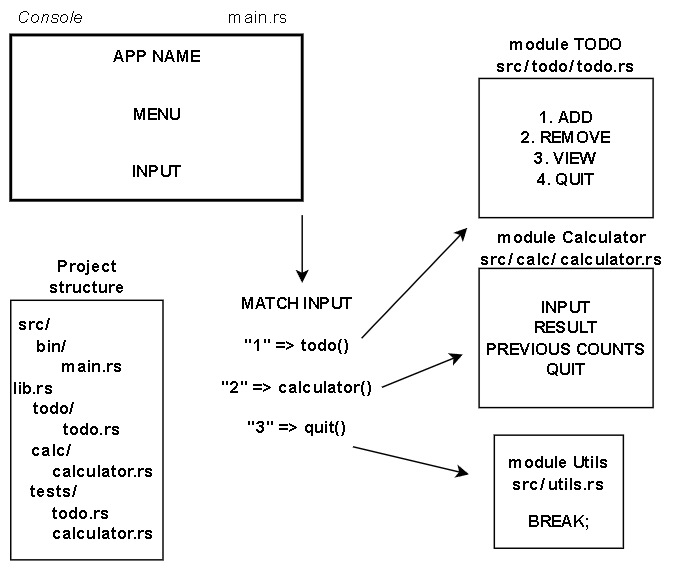 Console
main.rs
APP NAME
MENU
INPUT
module TODO
src/todo/todo.rs
1. ADD
2. REMOVE
3. VIEW
4. QUIT
module Calculator
src/calc/calculator.rs
INPUT
RESULT
PREVIOUS COUNTS
QUIT
MATCH INPUT
"1" => todo()
"2" => calculator()
"3" => quit()
module Utils
src/utils.rs
BREAK;
Project
structure
src/
bin/
main.rs
lib.rs
todo/
todo.rs
calc/
calculator.rs
tests/
todo.rs
calculator.rs